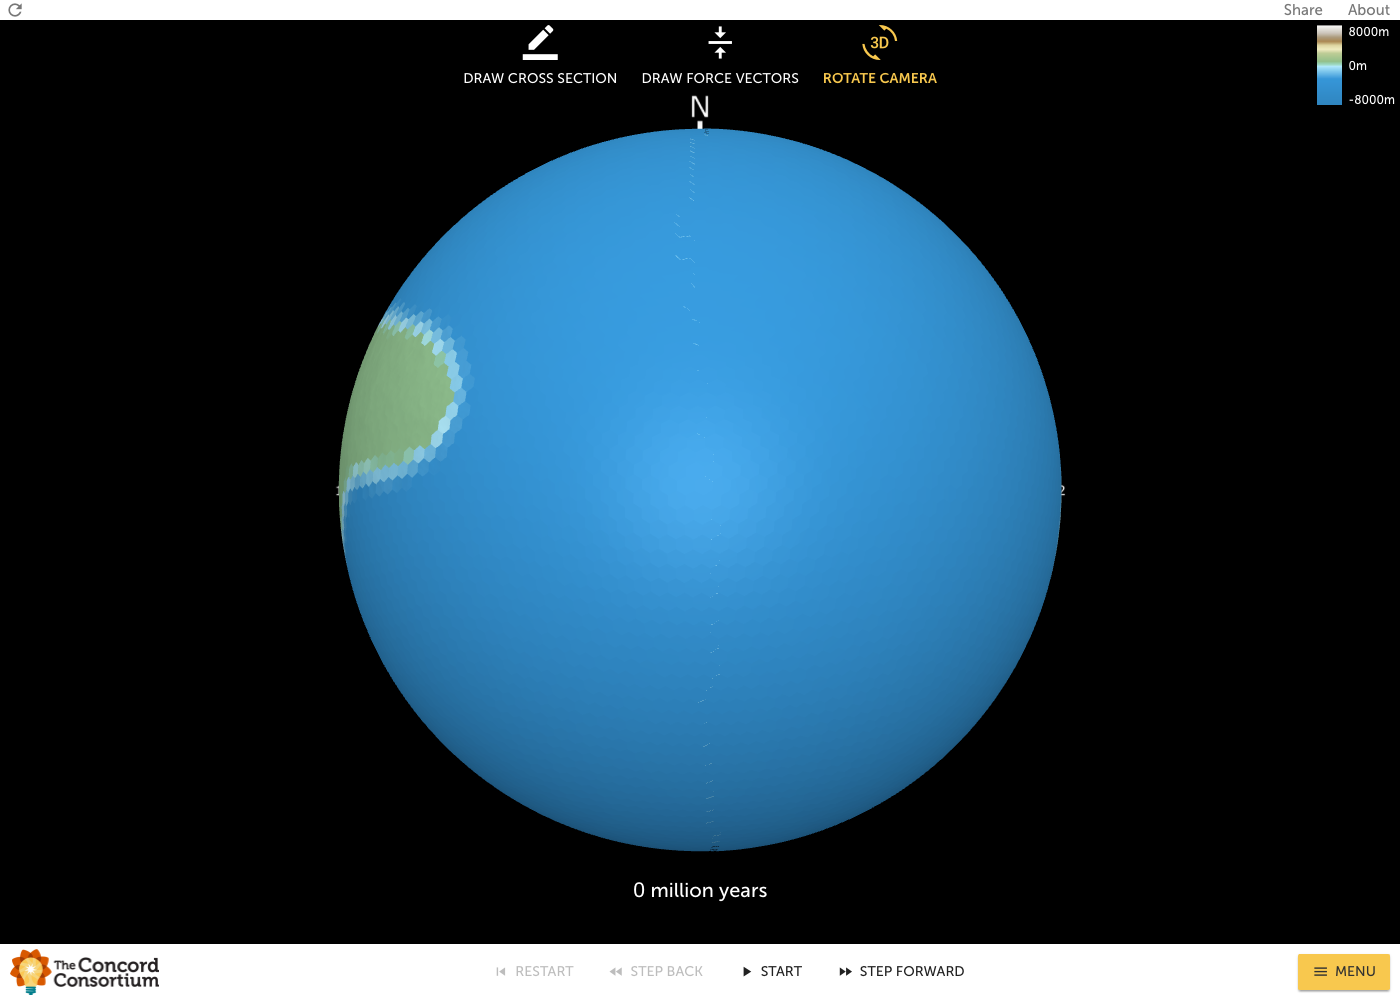 Share About
DRAW CROSS SECTION
DRAW FORCE VECTORS
3D
ROTATE CAMERA
8000m
0m
-8000m
N
1
2
0 million years
The Concord
Consortium
RESTART STEP BACK START STEP FORWARD
MENU